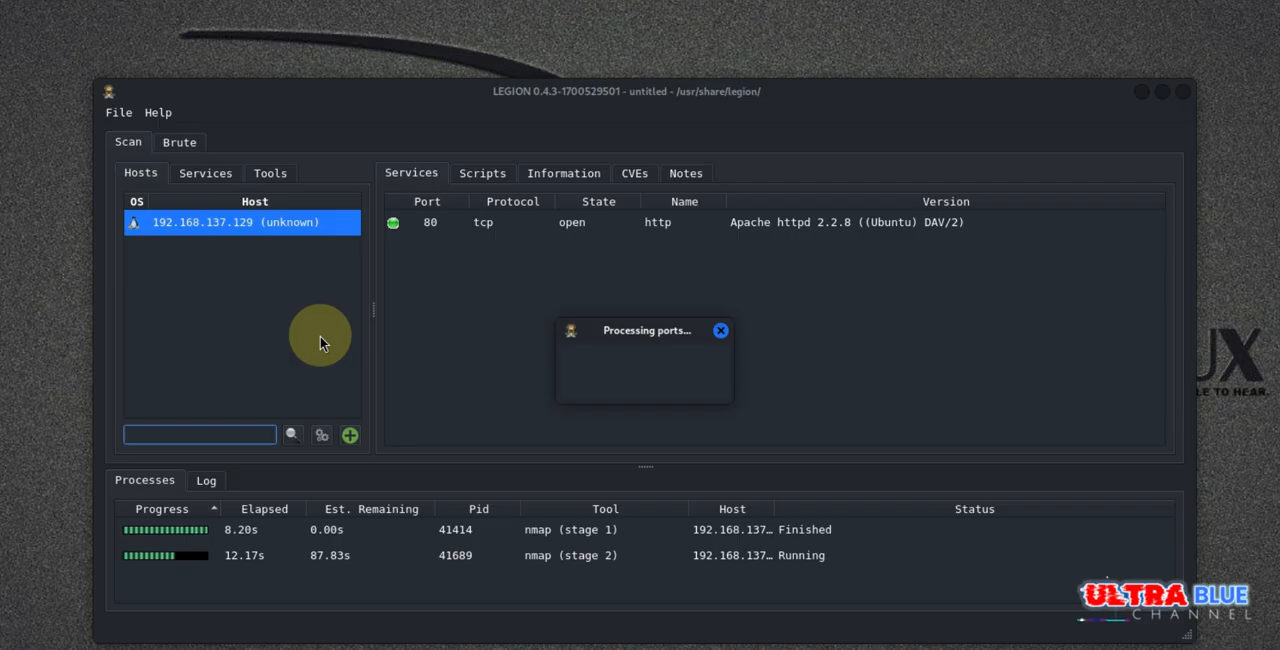 LEGION 0.4.3-1700529501 - untitled - /usr/share/legion/
File Help
Scan Brute
Hosts Services Tools
Services Scripts Information CVEs Notes
OS Host
Port Protocol State Name Version
192.168.137.129 (unknown)
80 tcp open http Apache httpd 2.2.8 ((Ubuntu) DAV/2)
Processing ports...
UX
LE TO HEAR.
Processes Log
Progress Elapsed Est. Remaining Pid Tool Host Status
8.20s 0.00s 41414 nmap (stage 1) 192.168.137… Finished
12.17s 87.83s 41689 nmap (stage 2) 192.168.137… Running
ULTRA BLUE
CHANNEL